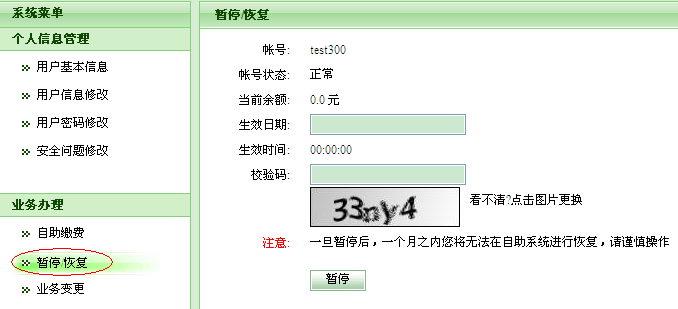 系统菜单
个人信息管理
用户基本信息
用户信息修改
用户密码修改
安全问题修改
业务办理
自助缴费
暂停/恢复
业务变更
暂停/恢复
帐号: test300
帐号状态: 正常
当前余额: 0.0 元
生效日期:
生效时间: 00:00:00
校验码:
33ny4 看不清?点击图片更换
注意: 一旦暂停后，一个月之内您将无法在自助系统进行恢复，请谨慎操作
暂停